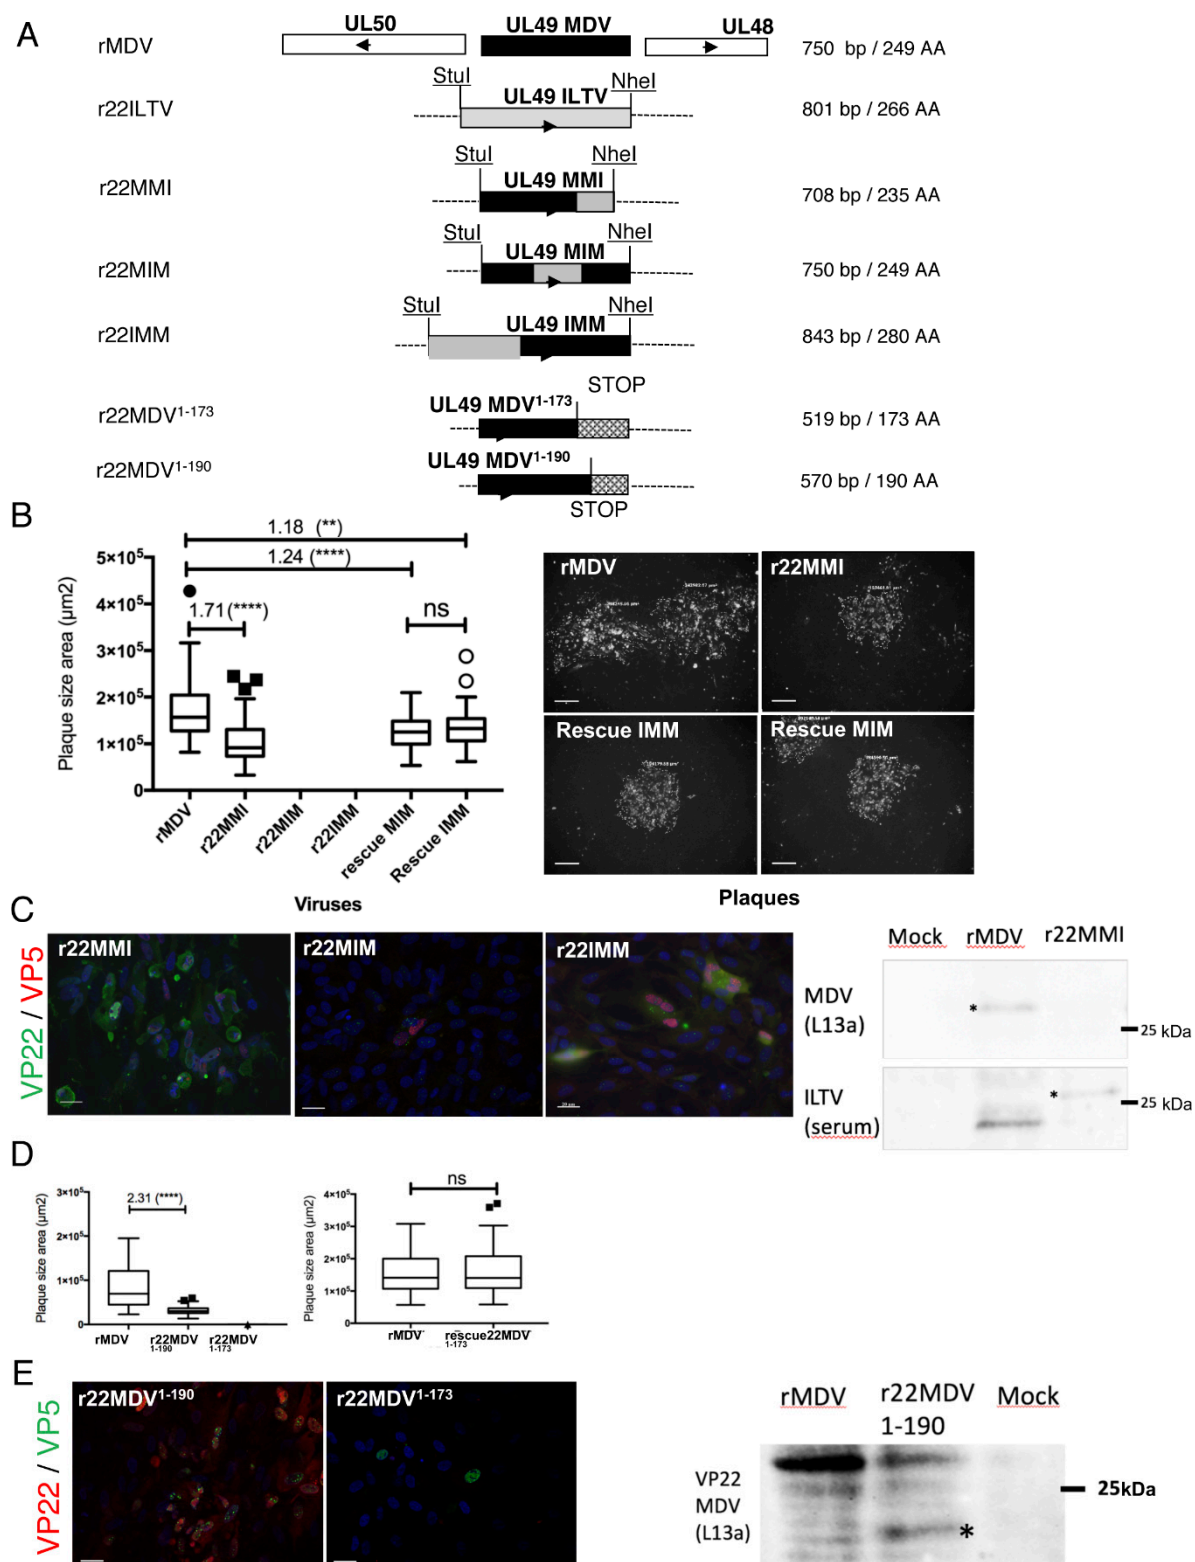 A
rMDV
UL50
UL49 MDV
UL48
750 bp / 249 AA
StuI
NheI
r22ILTV
UL49 ILTV
801 bp / 266 AA
StuI
NheI
r22MMI
UL49 MMI
708 bp / 235 AA
StuI
NheI
r22MIM
UL49 MIM
750 bp / 249 AA
StuI
NheI
r22IMM
UL49 IMM
843 bp / 280 AA
STOP
r22MDV1-173
UL49 MDV1-173
519 bp / 173 AA
r22MDV1-190
UL49 MDV1-190
570 bp / 190 AA
STOP
B
1.18 (**)
1.24 (****)
1.71 (****)
ns
Plaque size area (µm2)
5×10⁵
4×10⁵
3×10⁵
2×10⁵
1×10⁵
0
rMDV
r22MMI
r22MIM
r22IMM
rescue MIM
Rescue IMM
Viruses
rMDV
r22MMI
Rescue IMM
Rescue MIM
Plaques
C
VP22 / VP5
r22MMI
r22MIM
r22IMM
Mock rMDV r22MMI
MDV
(L13a)
*
25 kDa
ILTV
(serum)
*
25 kDa
D
Plaque size area (µm2)
3×10⁵
2×10⁵
1×10⁵
0
2.31 (****)
rMDV
r22MDV
1-190
r22MDV
1-173
Plaque size area (µm2)
4×10⁵
3×10⁵
2×10⁵
1×10⁵
0
ns
rMDV
rescue22MDV
1-173
E
VP22 / VP5
r22MDV1-190
r22MDV1-173
rMDV
r22MDV
1-190
Mock
VP22
MDV
(L13a)
25kDa
*